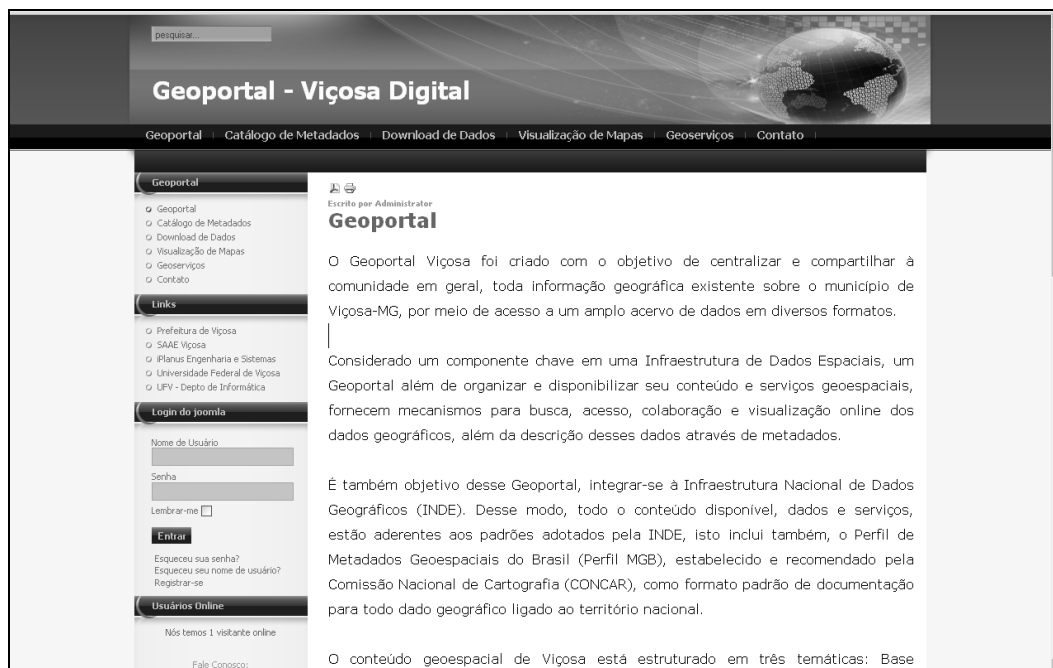 pesquisar...
Geoportal - Viçosa Digital
Geoportal | Catálogo de Metadados | Download de Dados | Visualização de Mapas | Geoserviços | Contato |
Geoportal
Geoportal
Catálogo de Metadados
Download de Dados
Visualização de Mapas
Geoserviços
Contato
Links
Prefeitura de Viçosa
SAAE Viçosa
iPlanus Engenharia e Sistemas
Universidade Federal de Viçosa
UFV - Depto de Informática
Login do joomla
Nome de Usuário
Senha
Lembrar-me
Entrar
Esqueceu sua senha?
Esqueceu seu nome de usuário?
Registrar-se
Usuários Online
Nós temos 1 visitante online
Fale Conosco:
Escrito por Administrator
Geoportal
O Geoportal Viçosa foi criado com o objetivo de centralizar e compartilhar à
comunidade em geral, toda informação geográfica existente sobre o município de
Viçosa-MG, por meio de acesso a um amplo acervo de dados em diversos formatos.
Considerado um componente chave em uma Infraestrutura de Dados Espaciais, um
Geoportal além de organizar e disponibilizar seu conteúdo e serviços geoespaciais,
fornecem mecanismos para busca, acesso, colaboração e visualização online dos
dados geográficos, além da descrição desses dados através de metadados.
É também objetivo desse Geoportal, integrar-se à Infraestrutura Nacional de Dados
Geográficos (INDE). Desse modo, todo o conteúdo disponível, dados e serviços,
estão aderentes aos padrões adotados pela INDE, isto inclui também, o Perfil de
Metadados Geoespaciais do Brasil (Perfil MGB), estabelecido e recomendado pela
Comissão Nacional de Cartografia (CONCAR), como formato padrão de documentação
para todo dado geográfico ligado ao território nacional.
O conteúdo geoespacial de Viçosa está estruturado em três temáticas: Base